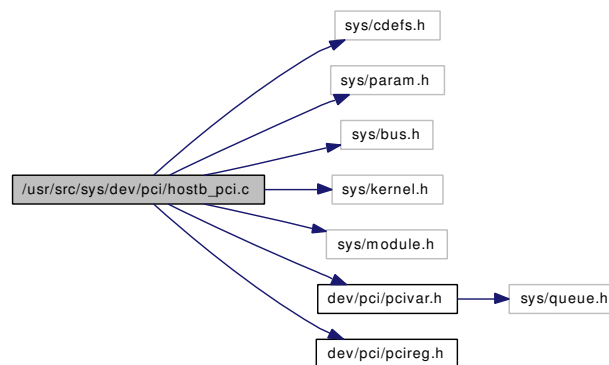 sys/cdefs.h
sys/param.h
sys/bus.h
/usr/src/sys/dev/pci/hostb_pci.c
sys/kernel.h
sys/module.h
dev/pci/pcivar.h
sys/queue.h
dev/pci/pcireg.h